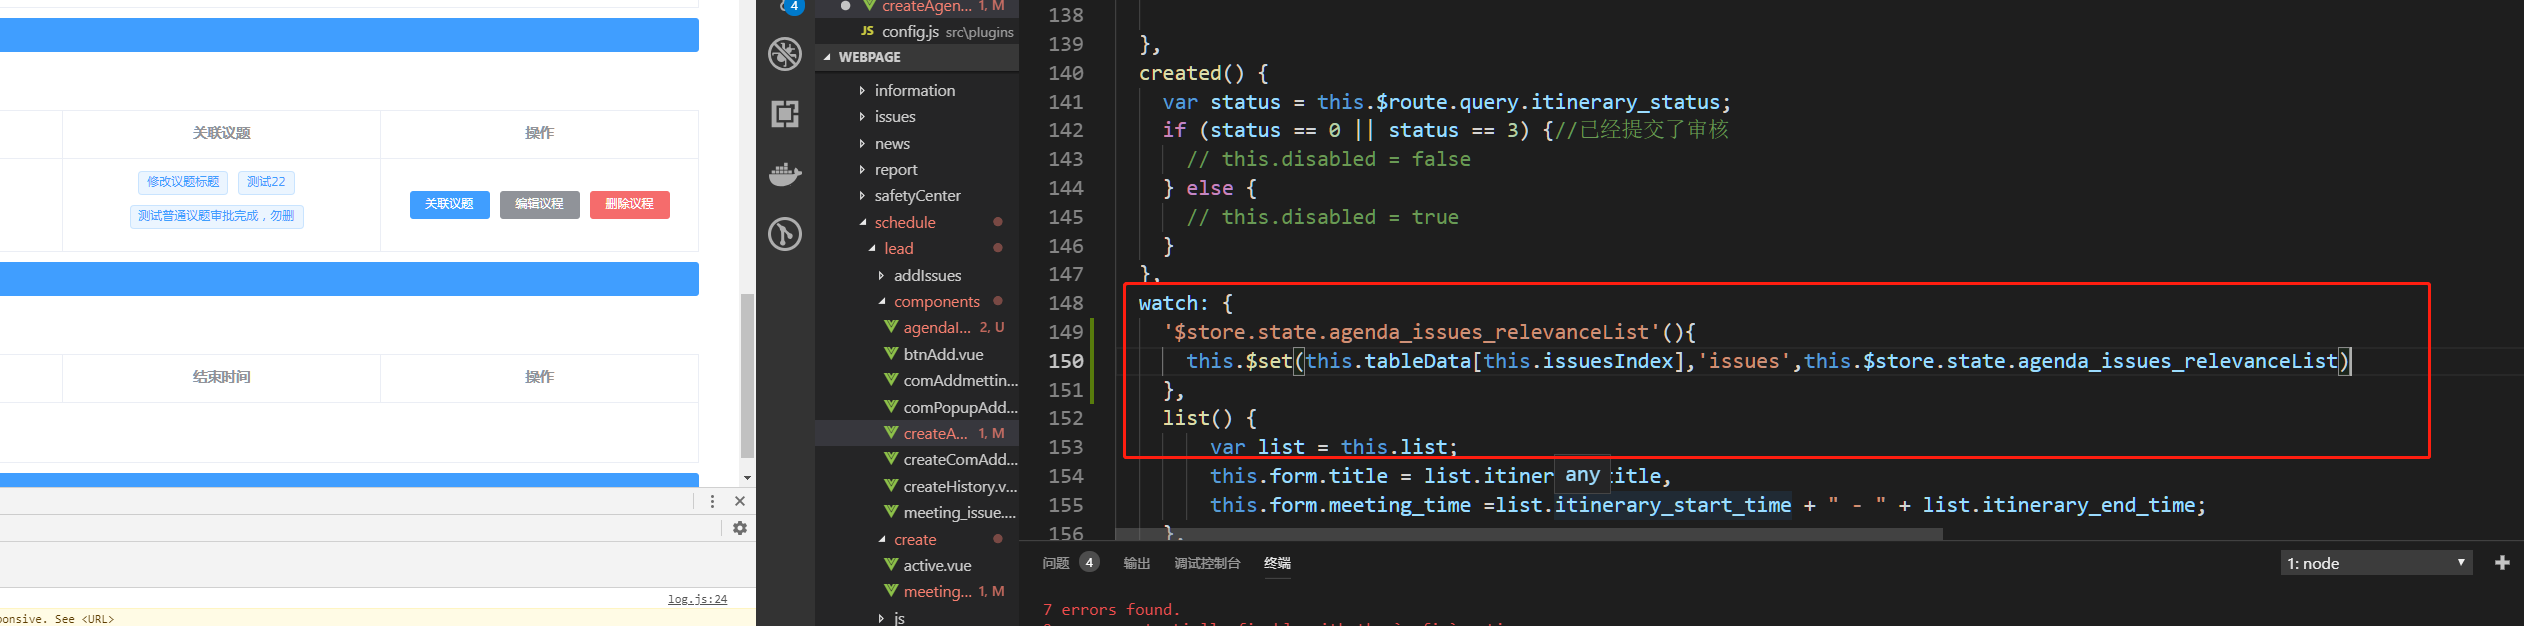 关联议题
操作
修改议题标题
测试22
测试普通议题审批完成，勿删
关联议题
编辑议程
删除议程
结束时间
操作
log.js:24
onsive. See <URL>
4
createAgen... 1, M
JS config.js src\plugins
WEBPAGE
information
issues
news
report
safetyCenter
schedule
lead
addIssues
components
agendaI... 2, U
btnAdd.vue
comAddmettin...
comPopupAdd...
createA... 1, M
createComAdd...
createHistory.v...
meeting_issue....
create
active.vue
meeting... 1, M
js
138
139 },
140 created() {
141 var status = this.$route.query.itinerary_status;
142 if (status == 0 || status == 3) {//已经提交了审核
143 // this.disabled = false
144 } else {
145 // this.disabled = true
146 }
147 },
148 watch: {
149 '$store.state.agenda_issues_relevanceList'(){
150 this.$set(this.tableData[this.issuesIndex],'issues',this.$store.state.agenda_issues_relevanceList)
151 },
152 list() {
153 var list = this.list;
154 this.form.title = list.itiner any title,
155 this.form.meeting_time =list.itinerary_start_time + " - " + list.itinerary_end_time;
156 },
问题 4 输出 调试控制台 终端
1: node
7 errors found.